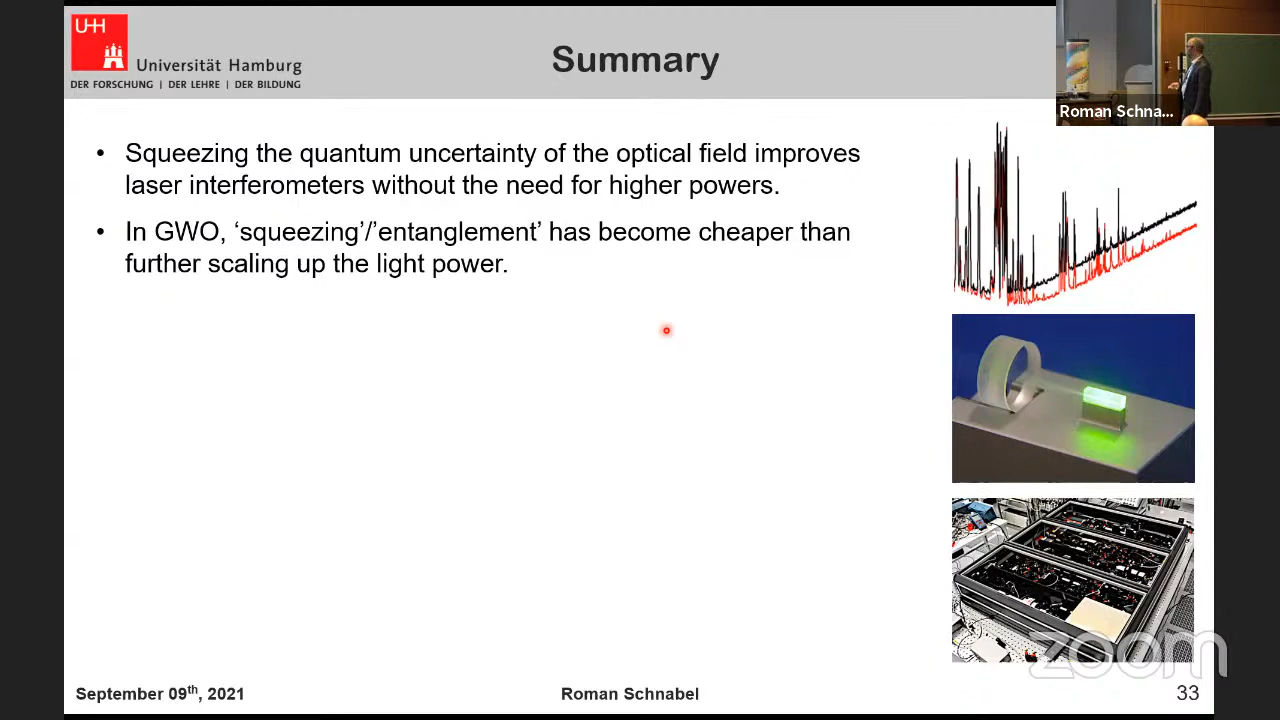 UHH
Universität Hamburg
DER FORSCHUNG | DER LEHRE | DER BILDUNG
Summary
Roman Schna...
• Squeezing the quantum uncertainty of the optical field improves
laser interferometers without the need for higher powers.
• In GWO, ‘squeezing’/’entanglement’ has become cheaper than
further scaling up the light power.
zoom
September 09th, 2021
Roman Schnabel
33